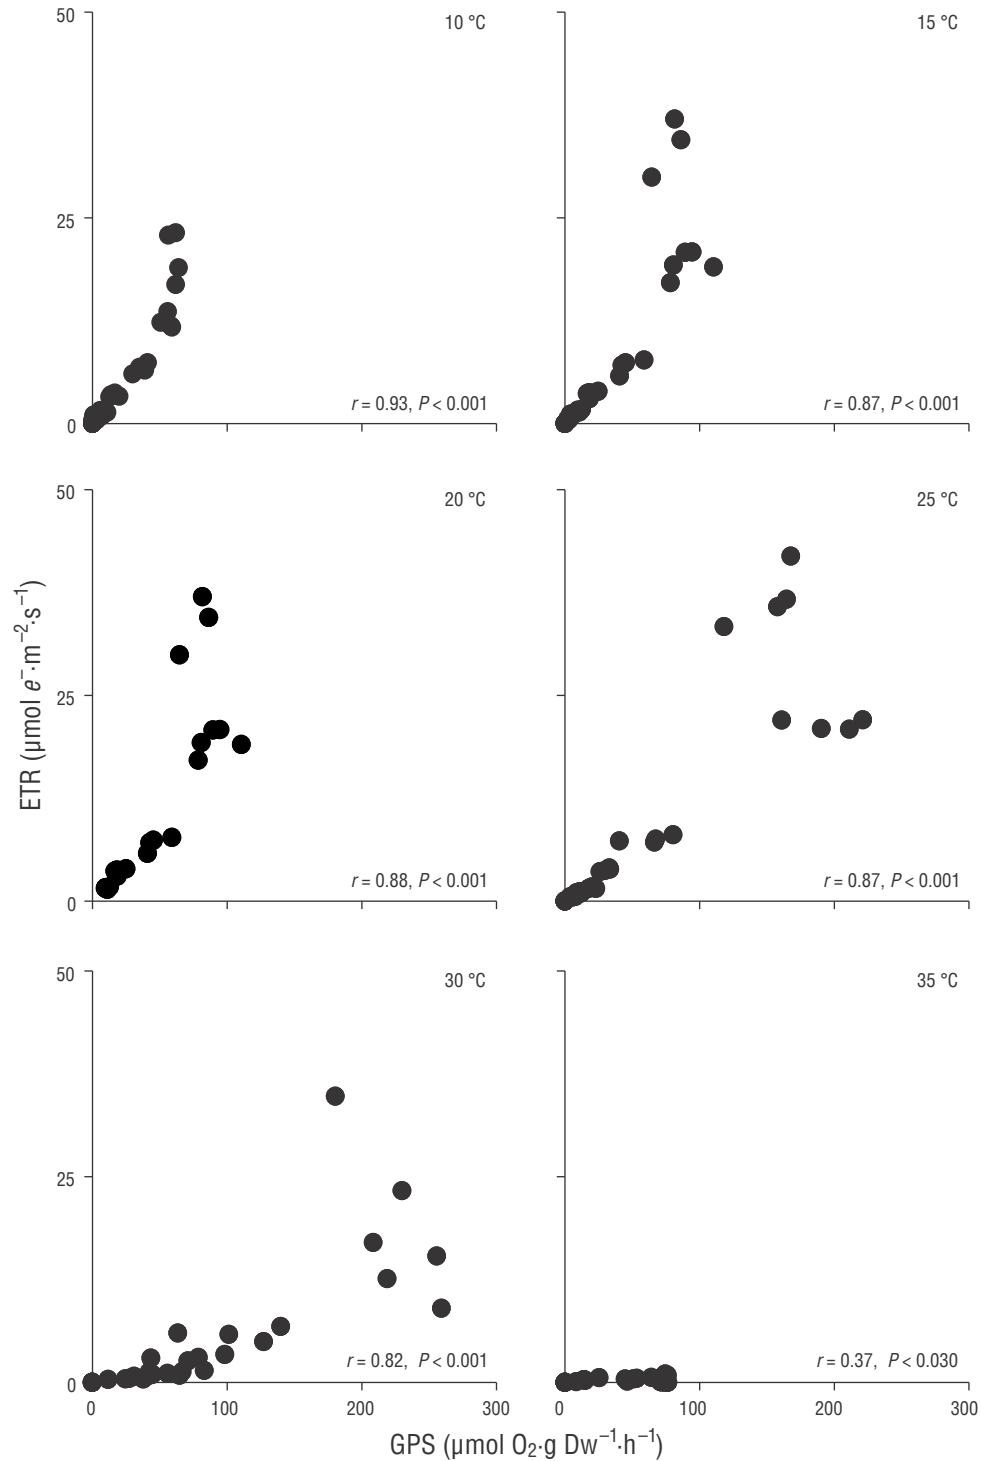 50
10 °C
15 °C
25
0
r = 0.93, P < 0.001
r = 0.87, P < 0.001
50
20 °C
25 °C
25
0
r = 0.88, P < 0.001
r = 0.87, P < 0.001
ETR (µmol e⁻·m⁻²·s⁻¹)
50
30 °C
35 °C
25
0
r = 0.82, P < 0.001
r = 0.37, P < 0.030
0 100 200 300
0 100 200 300
GPS (µmol O₂·g Dw⁻¹·h⁻¹)